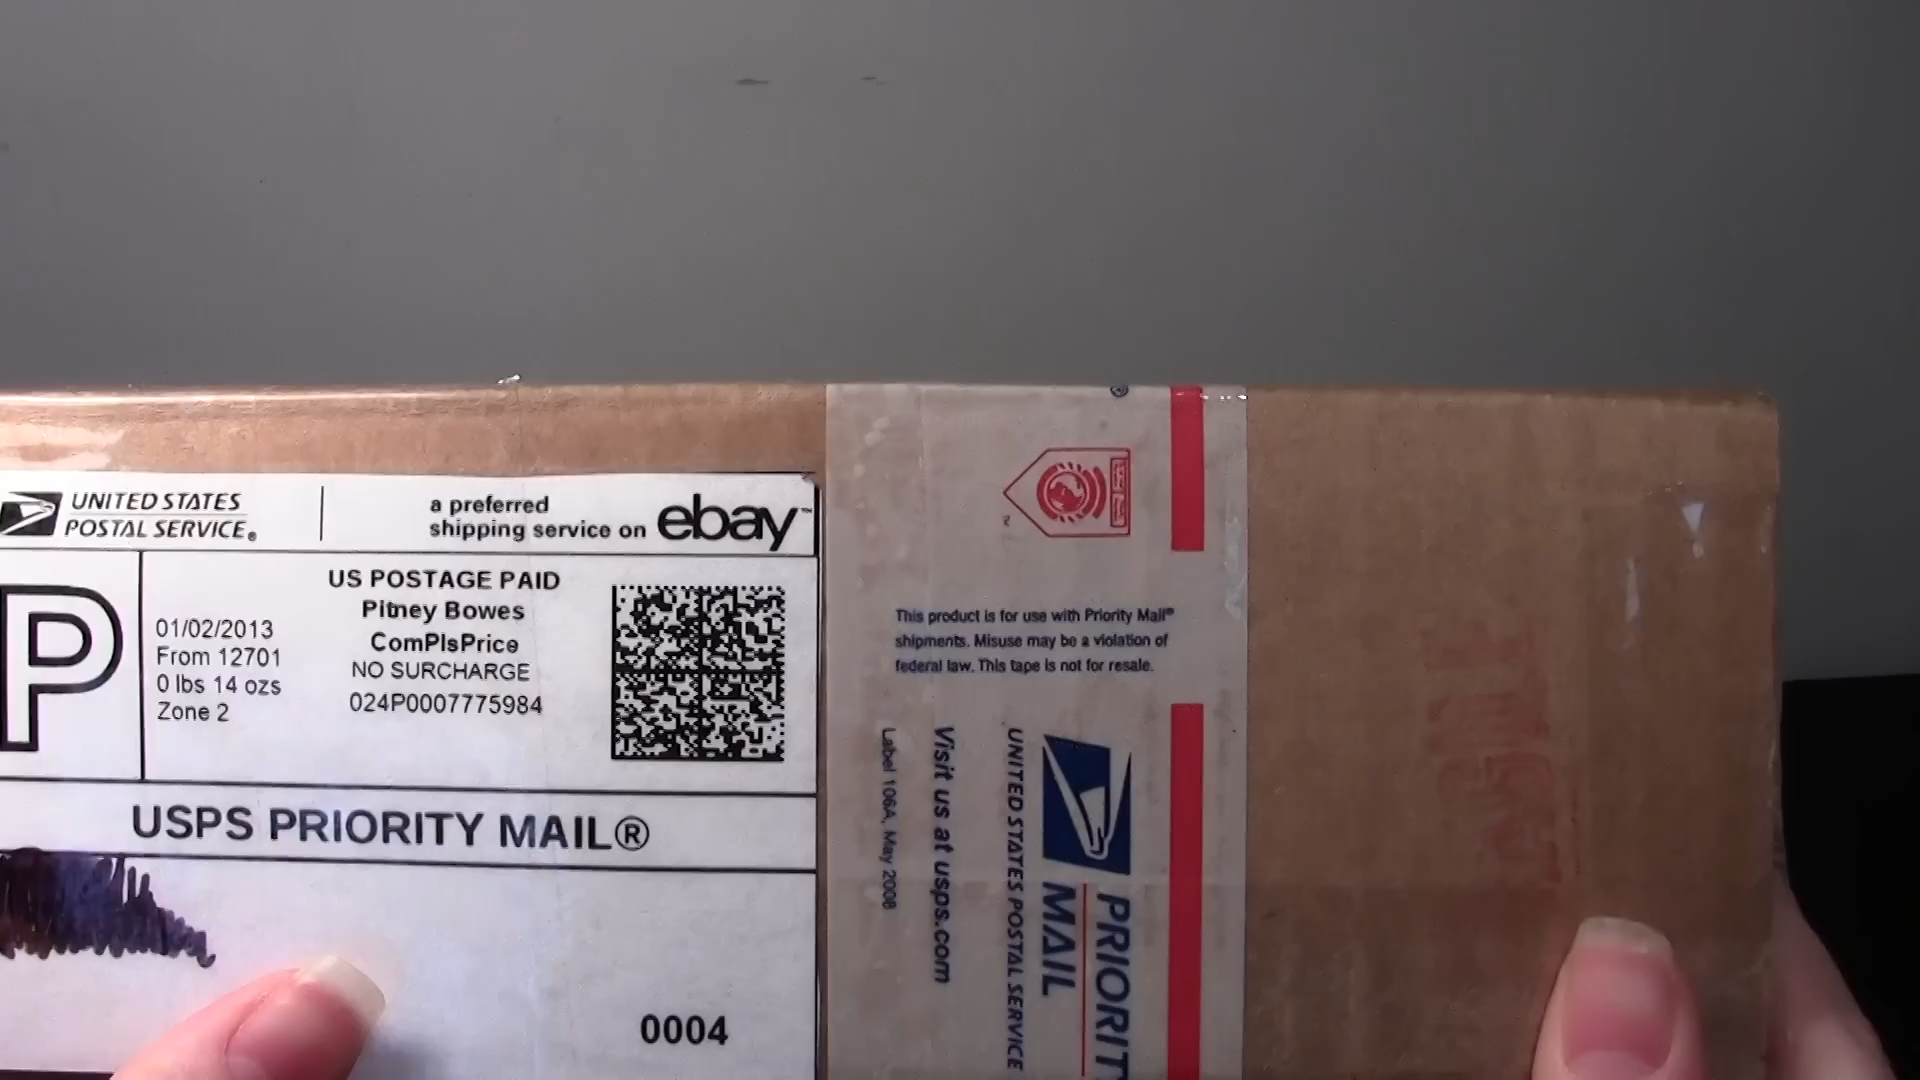 UNITED STATES
POSTAL SERVICE®
a preferred
shipping service on ebay™
P
01/02/2013
From 12701
0 lbs 14 ozs
Zone 2
US POSTAGE PAID
Pitney Bowes
ComPlsPrice
NO SURCHARGE
024P0007775984
USPS PRIORITY MAIL®
0004
®
This product is for use with Priority Mail®
shipments. Misuse may be a violation of
federal law. This tape is not for resale.
PRIORITY
MAIL
UNITED STATES POSTAL SERVICE
Visit us at usps.com
Label 106A, May 2008